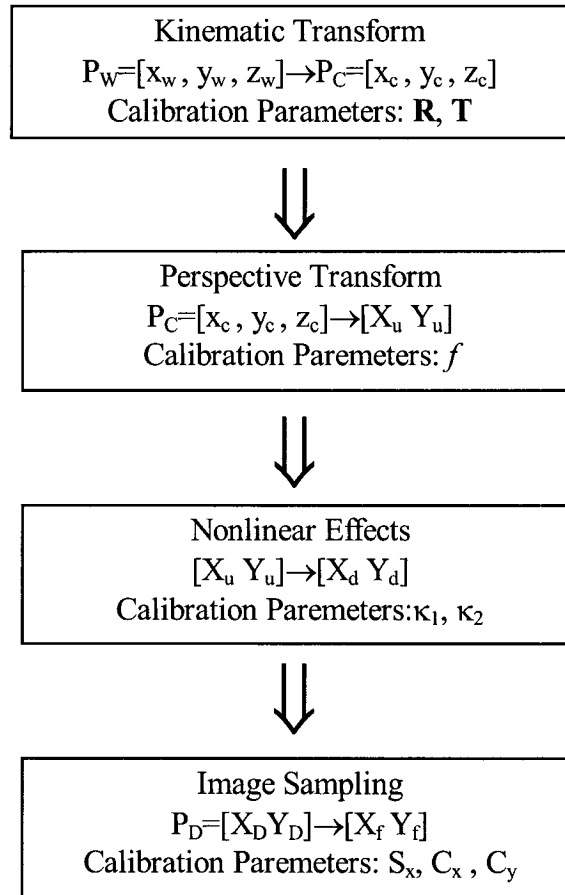 Kinematic Transform
P_W=[x_w, y_w, z_w]→P_C=[x_c, y_c, z_c]
Calibration Parameters: R, T
Perspective Transform
P_C=[x_c, y_c, z_c]→[X_u Y_u]
Calibration Paremeters: f
Nonlinear Effects
[X_u Y_u]→[X_d Y_d]
Calibration Paremeters:κ_1, κ_2
Image Sampling
P_D=[X_D Y_D]→[X_f Y_f]
Calibration Paremeters: S_x, C_x , C_y